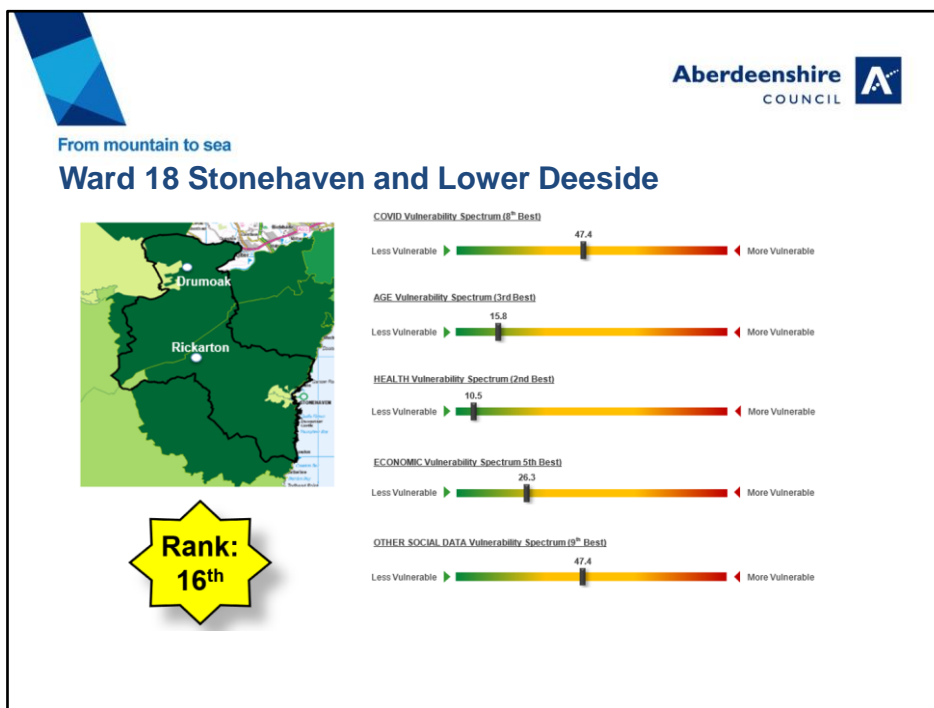 Aberdeenshire
COUNCIL
From mountain to sea
Ward 18 Stonehaven and Lower Deeside
Drumoak
Rickarton
STONEHAVEN
Rank:
16th
COVID Vulnerability Spectrum (8th Best)
47.4
Less Vulnerable
More Vulnerable
AGE Vulnerability Spectrum (3rd Best)
15.8
Less Vulnerable
More Vulnerable
HEALTH Vulnerability Spectrum (2nd Best)
10.5
Less Vulnerable
More Vulnerable
ECONOMIC Vulnerability Spectrum 5th Best)
26.3
Less Vulnerable
More Vulnerable
OTHER SOCIAL DATA Vulnerability Spectrum (9th Best)
47.4
Less Vulnerable
More Vulnerable